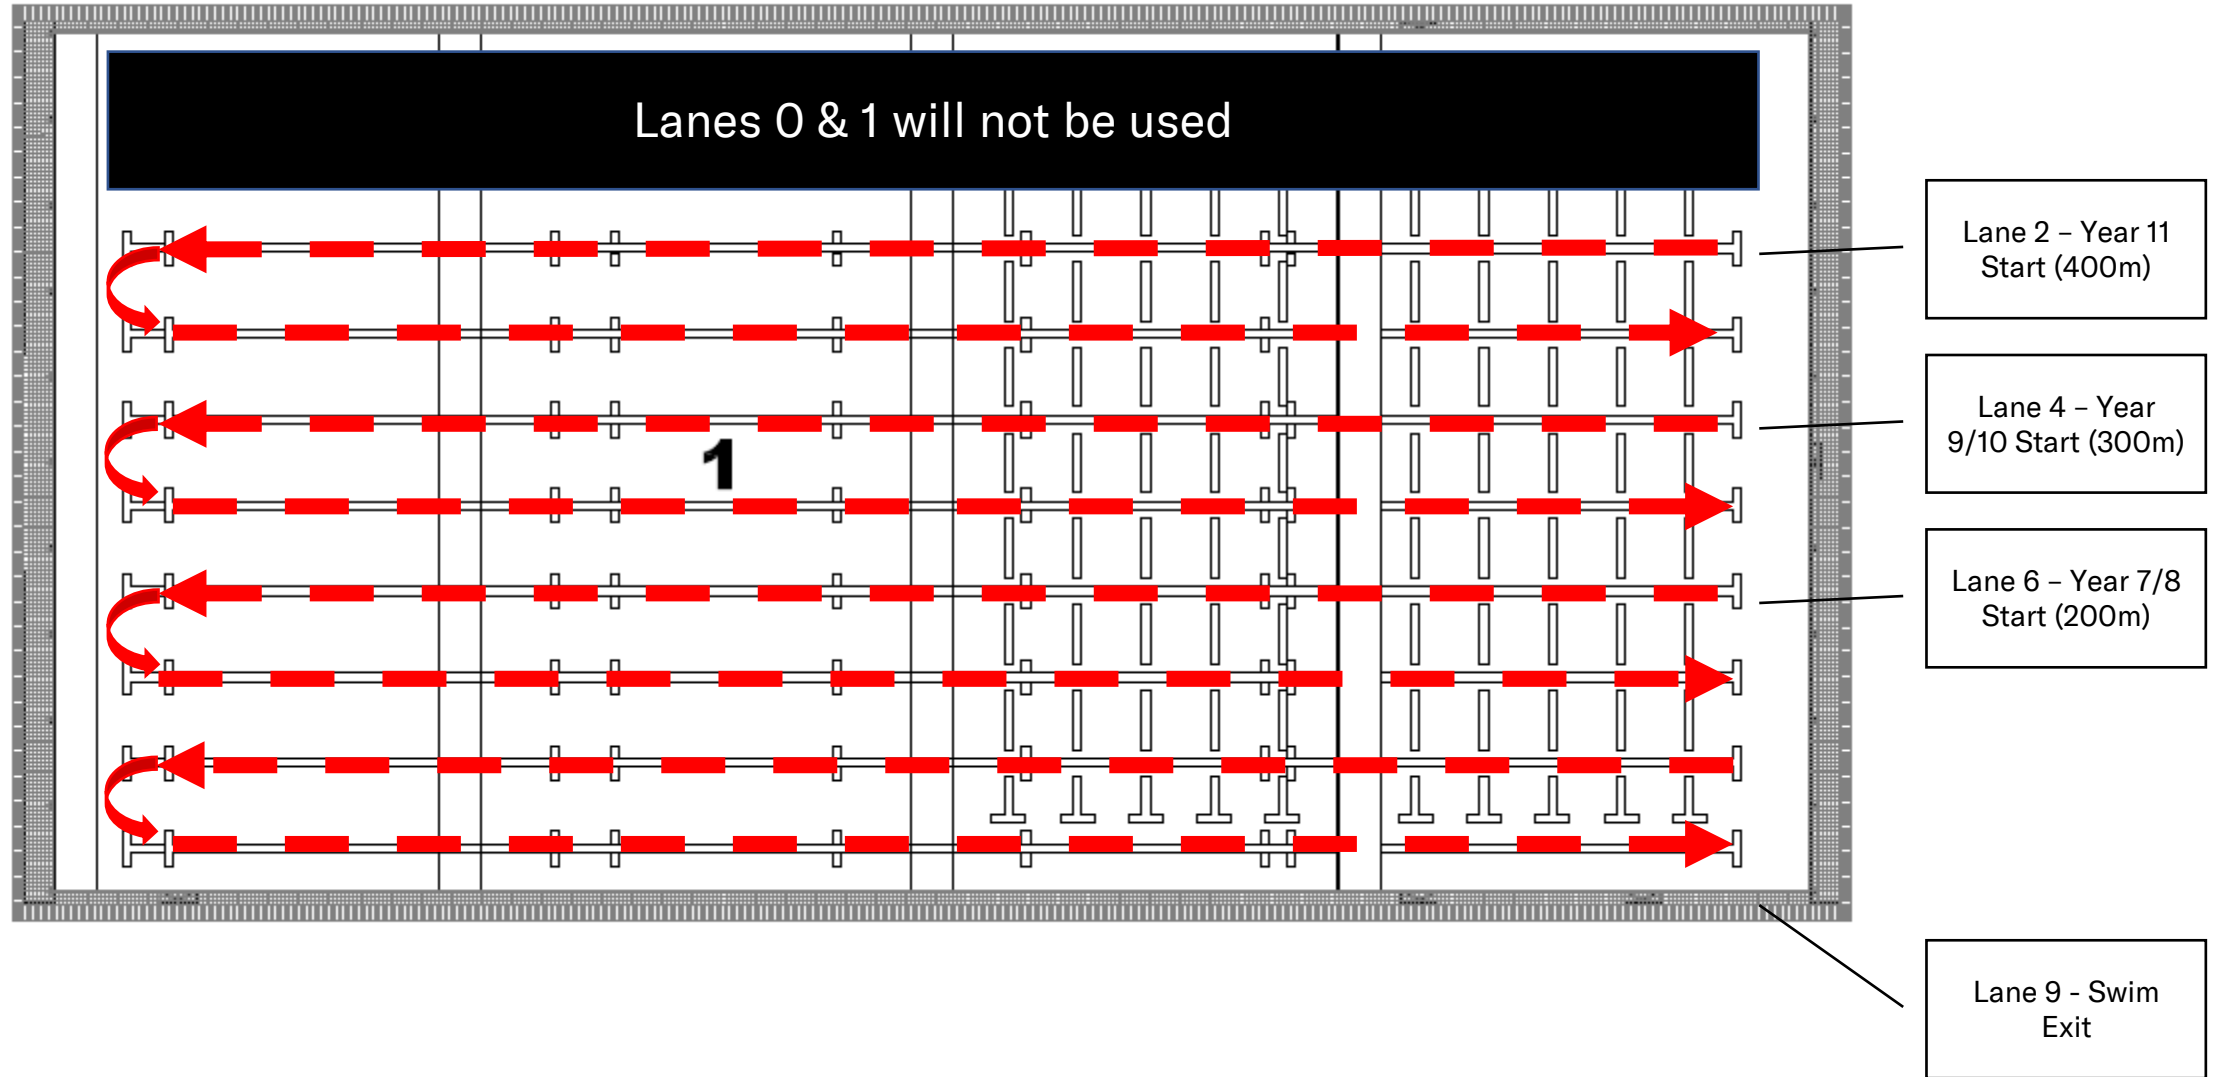 Lanes 0 & 1 will not be used
Lane 2 – Year 11
Start (400m)
Lane 4 – Year
9/10 Start (300m)
1
Lane 6 – Year 7/8
Start (200m)
Lane 9 - Swim
Exit